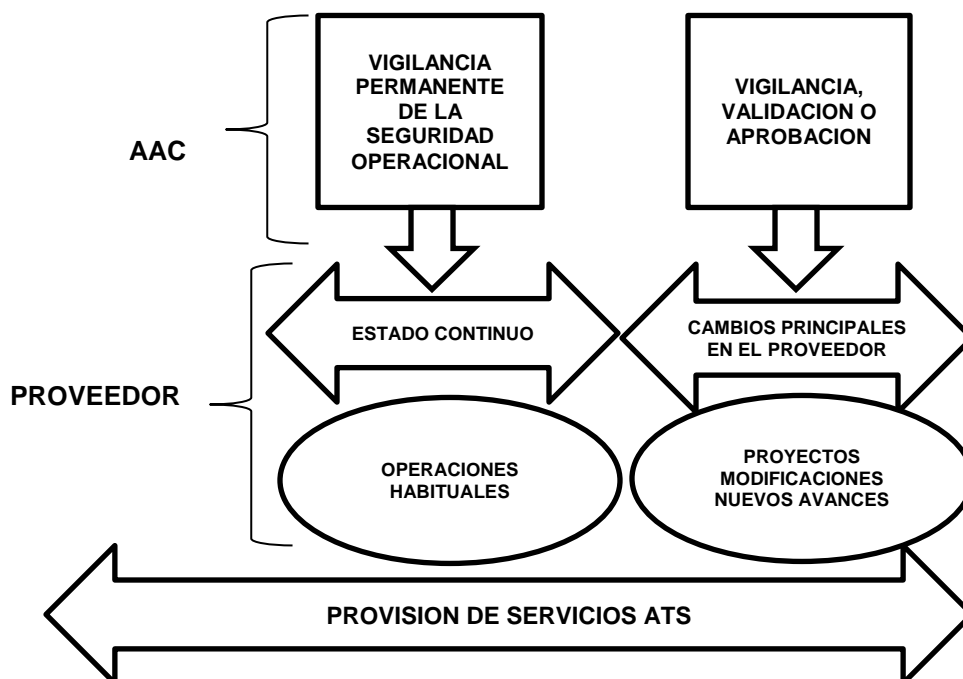 VIGILANCIA
PERMANENTE
DE LA
SEGURIDAD
OPERACIONAL
VIGILANCIA,
VALIDACION O
APROBACION
AAC
ESTADO CONTINUO
CAMBIOS PRINCIPALES
EN EL PROVEEDOR
PROVEEDOR
OPERACIONES
HABITUALES
PROYECTOS
MODIFICACIONES
NUEVOS AVANCES
PROVISION DE SERVICIOS ATS